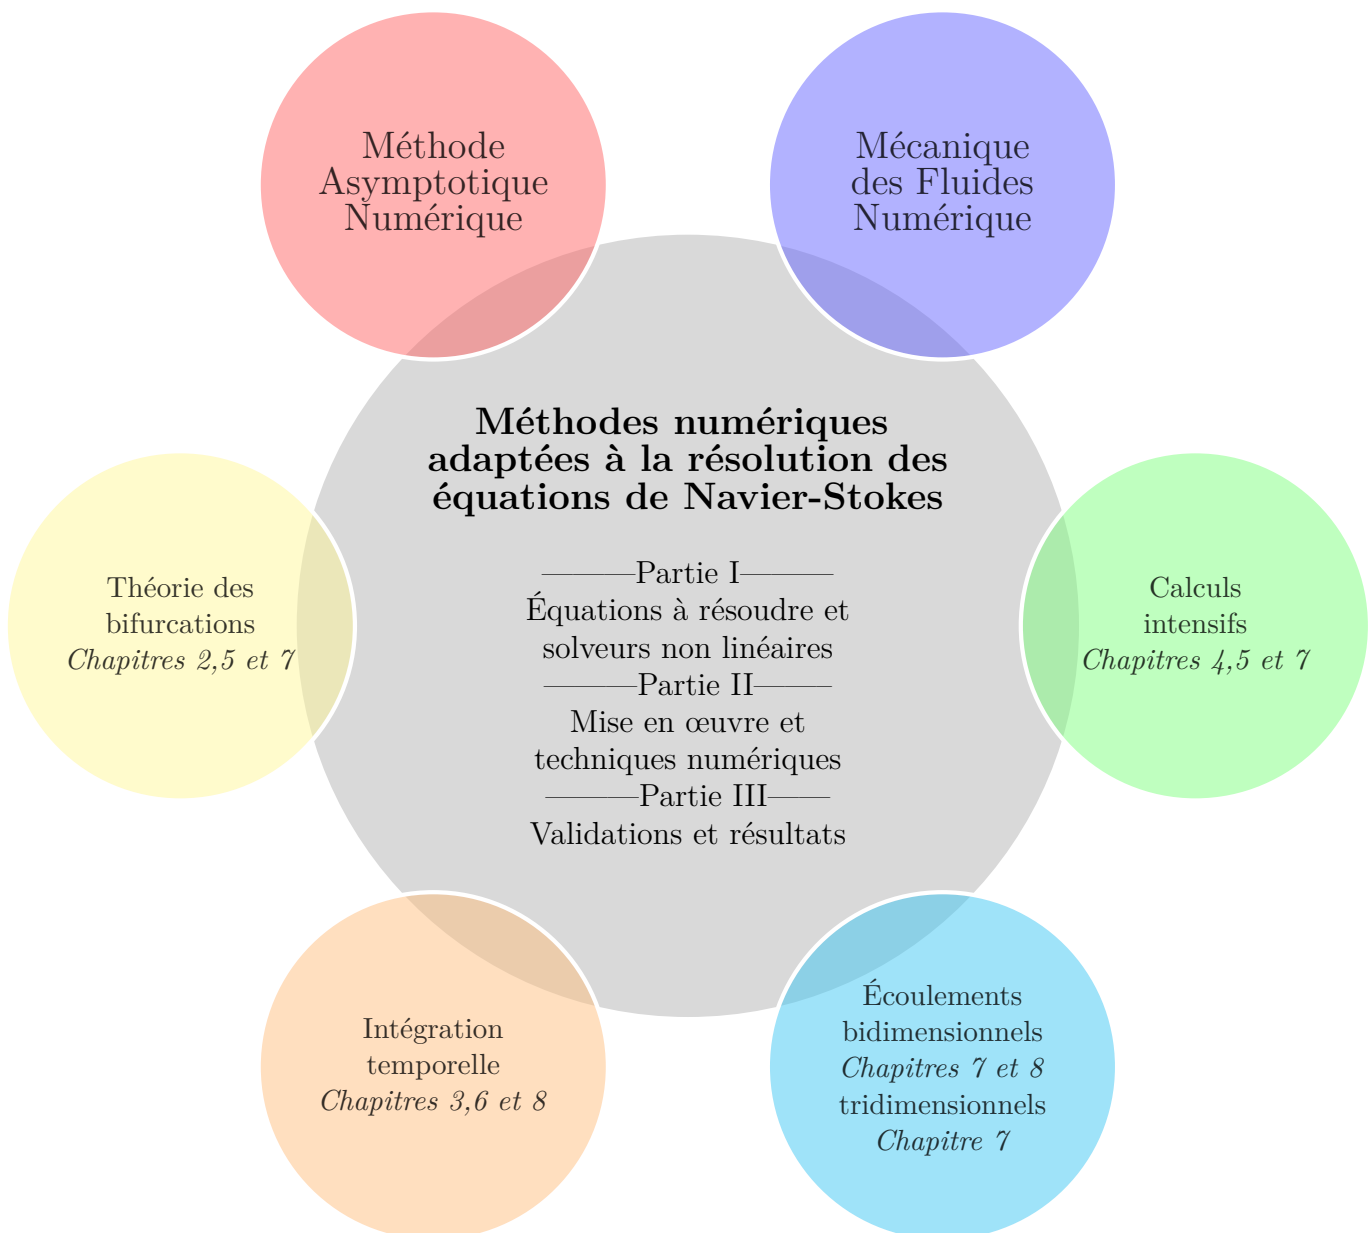 Méthode
Asymptotique
Numérique
Mécanique
des Fluides
Numérique
Méthodes numériques
adaptées à la résolution des
équations de Navier-Stokes
———Partie I———
Équations à résoudre et
solveurs non linéaires
———Partie II——–
Mise en œuvre et
techniques numériques
———Partie III——
Validations et résultats
Théorie des
bifurcations
Chapitres 2,5 et 7
Calculs
intensifs
Chapitres 4,5 et 7
Intégration
temporelle
Chapitres 3,6 et 8
Écoulements
bidimensionnels
Chapitres 7 et 8
tridimensionnels
Chapitre 7